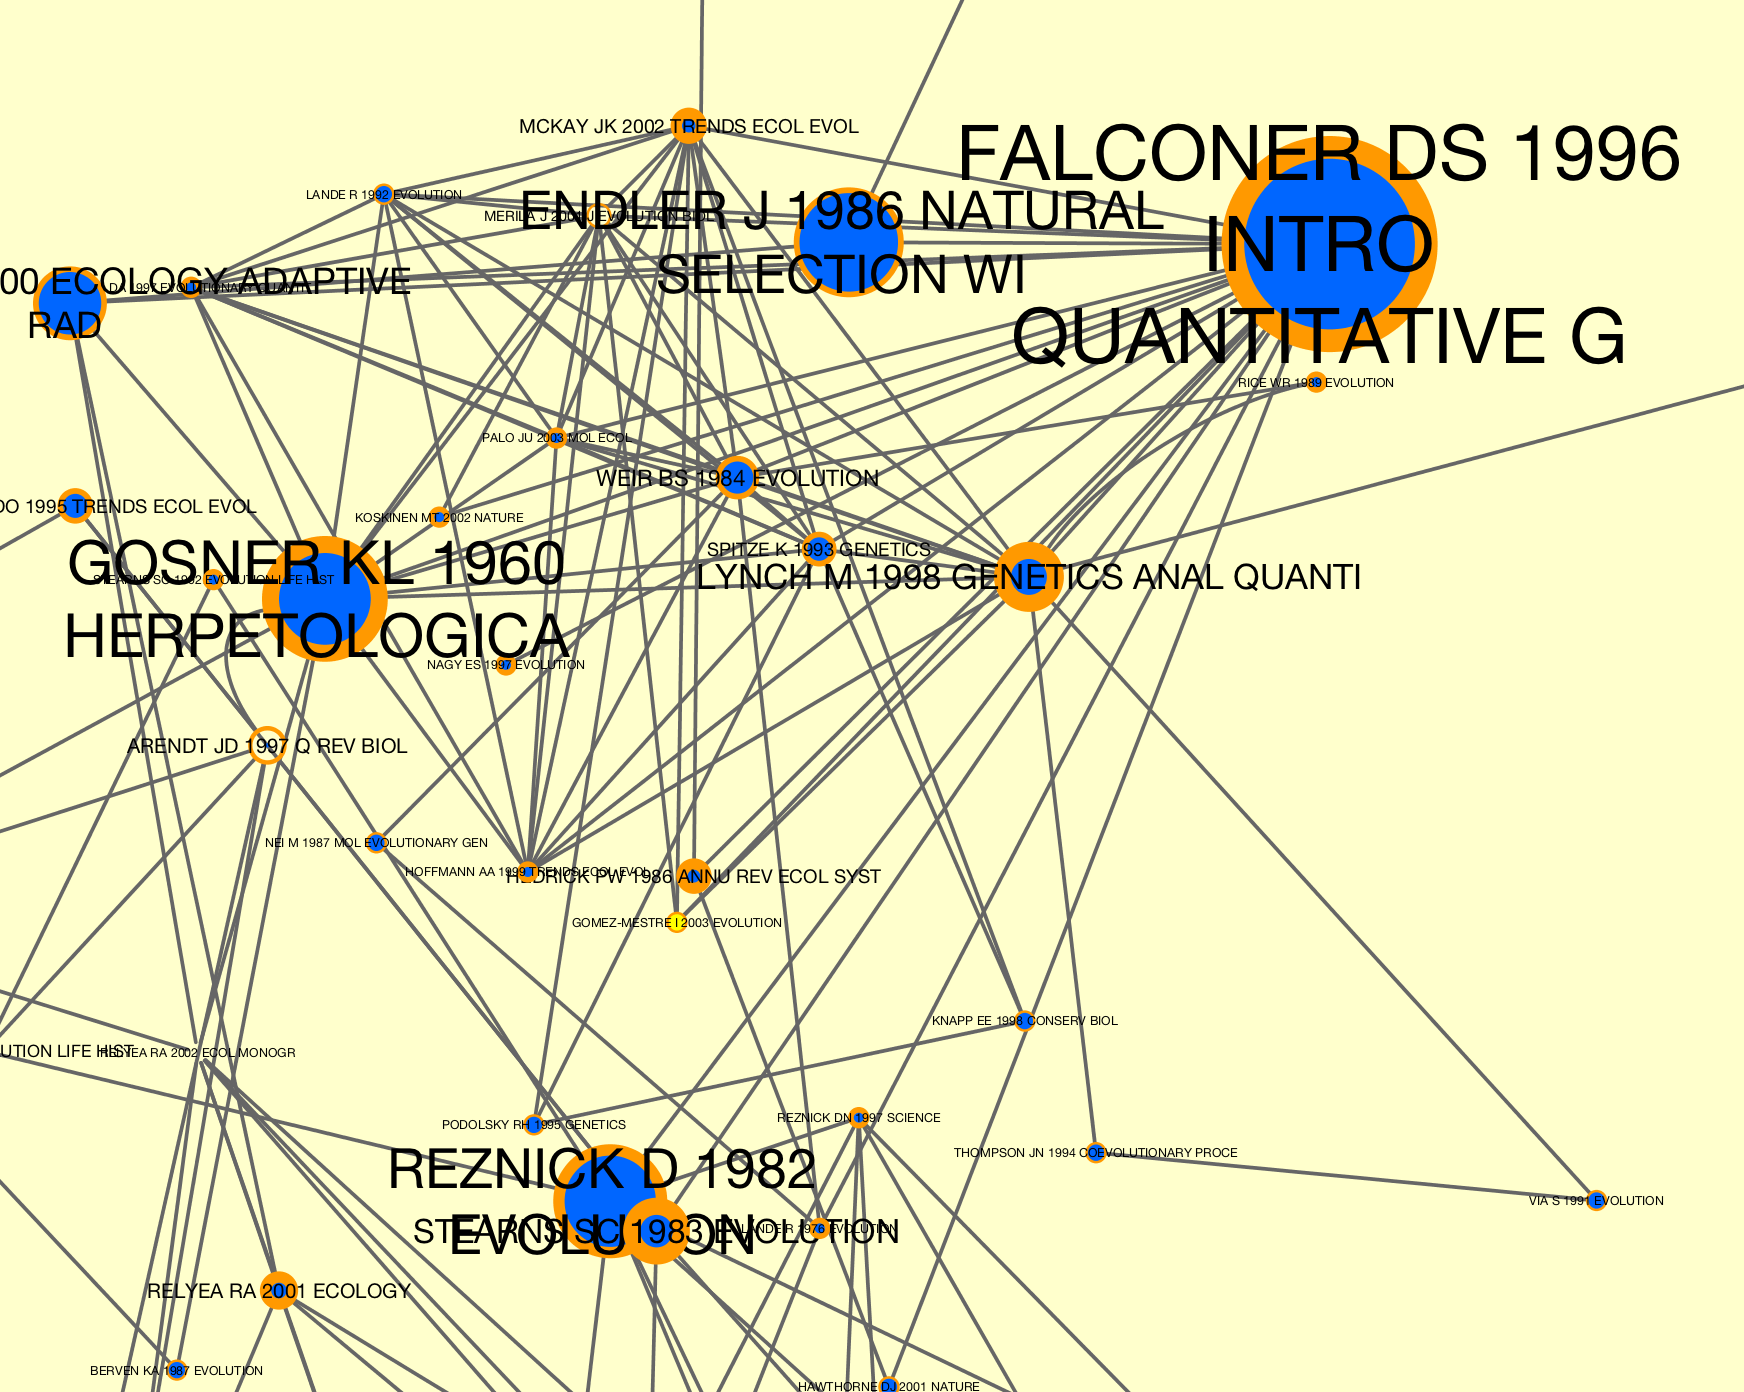 MCKAY JK 2002 TRENDS ECOL EVOL
FALCONER DS 1996
INTRO
QUANTITATIVE G
LANDE R 1992 EVOLUTION
MERILA J 2001 J EVOLUTION BIOL
ENDLER J 1986 NATURAL
SELECTION WI
00 ECOLOGY ADAPTIVE
RAD
1997 EVOLUTIONARY QUANTIT
RICE WR 1989 EVOLUTION
PALO JU 2003 MOL ECOL
WEIR BS 1984 EVOLUTION
DO 1995 TRENDS ECOL EVOL
KOSKINEN MT 2002 NATURE
SPITZE K 1993 GENETICS
GOSNER KL 1960
HERPETOLOGICA
STEARNS SC 1992 EVOLUTION LIFE HIST
LYNCH M 1998 GENETICS ANAL QUANTI
NAGY ES 1997 EVOLUTION
ARENDT JD 1997 Q REV BIOL
NEI M 1987 MOL EVOLUTIONARY GEN
HOFFMANN AA 1999 TRENDS ECOL EVOL
HEDRICK PW 1986 ANNU REV ECOL SYST
GOMEZ-MESTRE I 2003 EVOLUTION
KNAPP EE 1998 CONSERV BIOL
UTION LIFE HIST
RELYEA RA 2002 ECOL MONOGR
PODOLSKY RH 1995 GENETICS
REZNICK DN 1997 SCIENCE
THOMPSON JN 1994 COEVOLUTIONARY PROCE
REZNICK D 1982
EVOLUTION
STEARNS SC 1983 EVOLUTION
LANDE R 1976 EVOLUTION
VIA S 1991 EVOLUTION
RELYEA RA 2001 ECOLOGY
BERVEN KA 1987 EVOLUTION
HAWTHORNE DJ 2001 NATURE